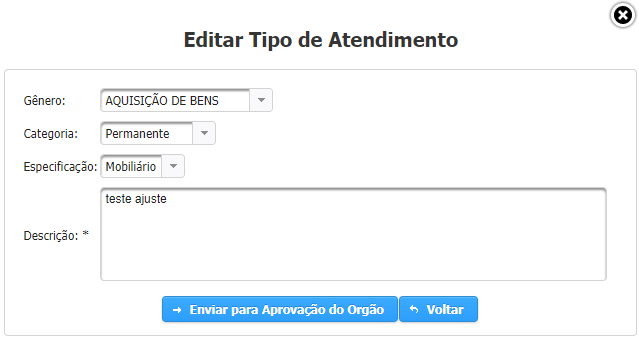 Editar Tipo de Atendimento
Gênero: AQUISIÇÃO DE BENS
Categoria: Permanente
Especificação: Mobiliário
Descrição: * teste ajuste
Enviar para Aprovação do Orgão Voltar